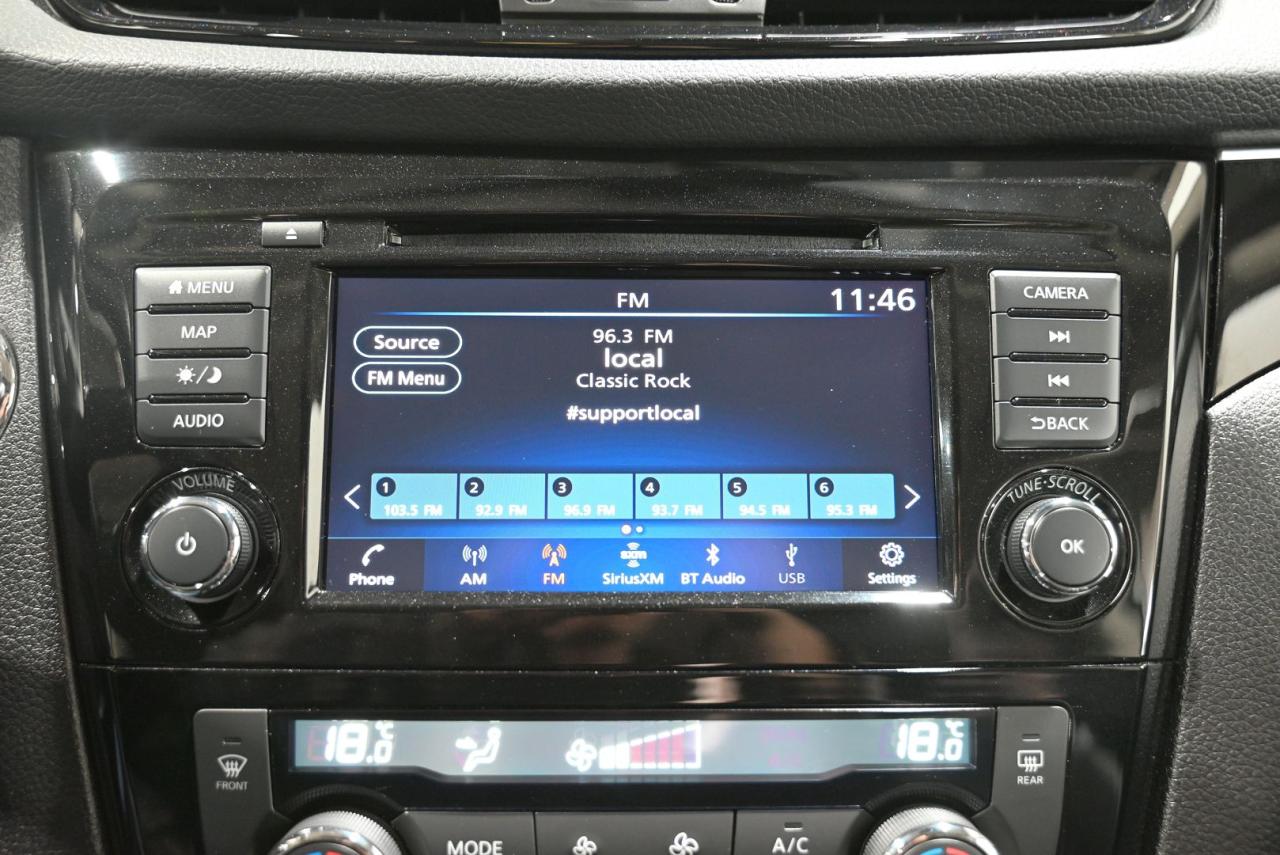 MENU
MAP
AUDIO
VOLUME
FM
11:46
Source
FM Menu
96.3 FM
local
Classic Rock
#supportlocal
1 2 3 4 5 6
103.5 FM 92.9 FM 96.9 FM 93.7 FM 94.5 FM 95.3 FM
Phone AM FM SiriusXM BT Audio USB Settings
sxm
CAMERA
BACK
TUNE·SCROLL
OK
18.0°C 18.0°C
FRONT
REAR
MODE
A/C